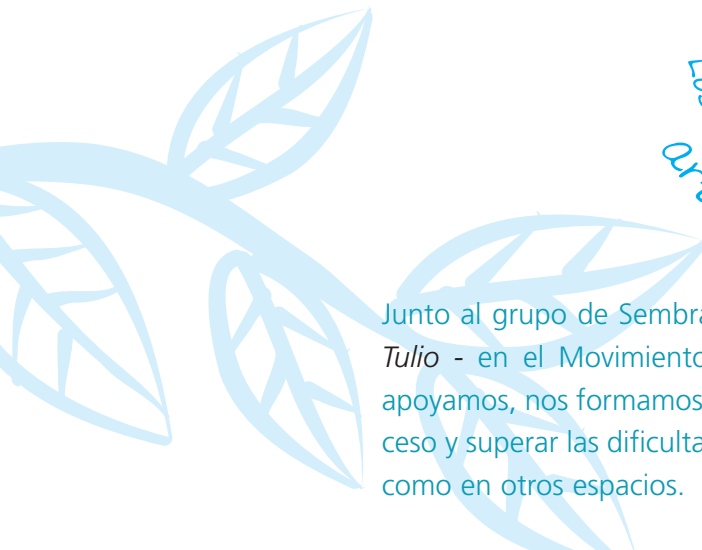 Junto al grupo de Sembra
Tulio - en el Movimiento
apoyamos, nos formamos
ceso y superar las dificulta
como en otros espacios.